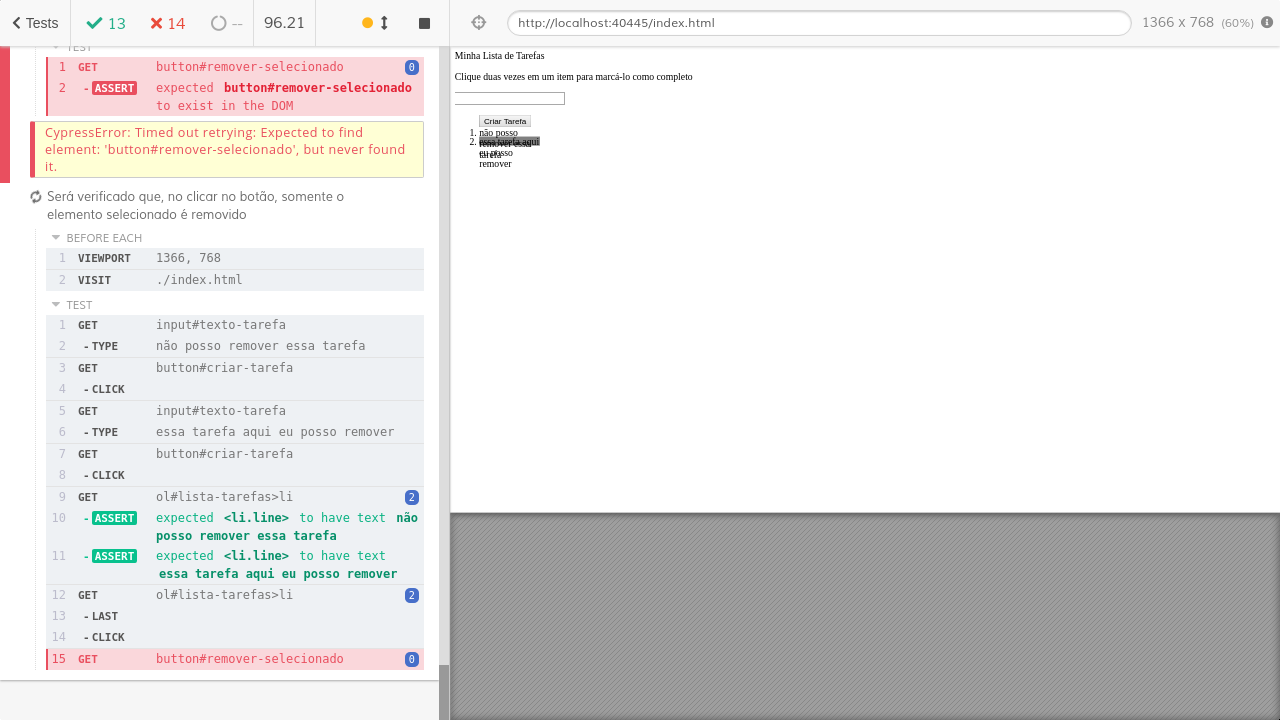 Tests 13 14 -- 96.21
http://localhost:40445/index.html 1366 x 768 (60%)
TEST
1 GET button#remover-selecionado 0
2 - ASSERT expected button#remover-selecionado
to exist in the DOM
CypressError: Timed out retrying: Expected to find
element: 'button#remover-selecionado', but never found
it.
Será verificado que, no clicar no botão, somente o
elemento selecionado é removido
BEFORE EACH
1 VIEWPORT 1366, 768
2 VISIT ./index.html
TEST
1 GET input#texto-tarefa
2 - TYPE não posso remover essa tarefa
3 GET button#criar-tarefa
4 - CLICK
5 GET input#texto-tarefa
6 - TYPE essa tarefa aqui eu posso remover
7 GET button#criar-tarefa
8 - CLICK
9 GET ol#lista-tarefas>li 2
10 - ASSERT expected <li.line> to have text não
posso remover essa tarefa
11 - ASSERT expected <li.line> to have text
essa tarefa aqui eu posso remover
12 GET ol#lista-tarefas>li 2
13 - LAST
14 - CLICK
15 GET button#remover-selecionado 0
Minha Lista de Tarefas
Clique duas vezes em um item para marcá-lo como completo
Criar Tarefa
1. não posso
remover essa
tarefa
2. essa tarefa aqui
eu posso
remover